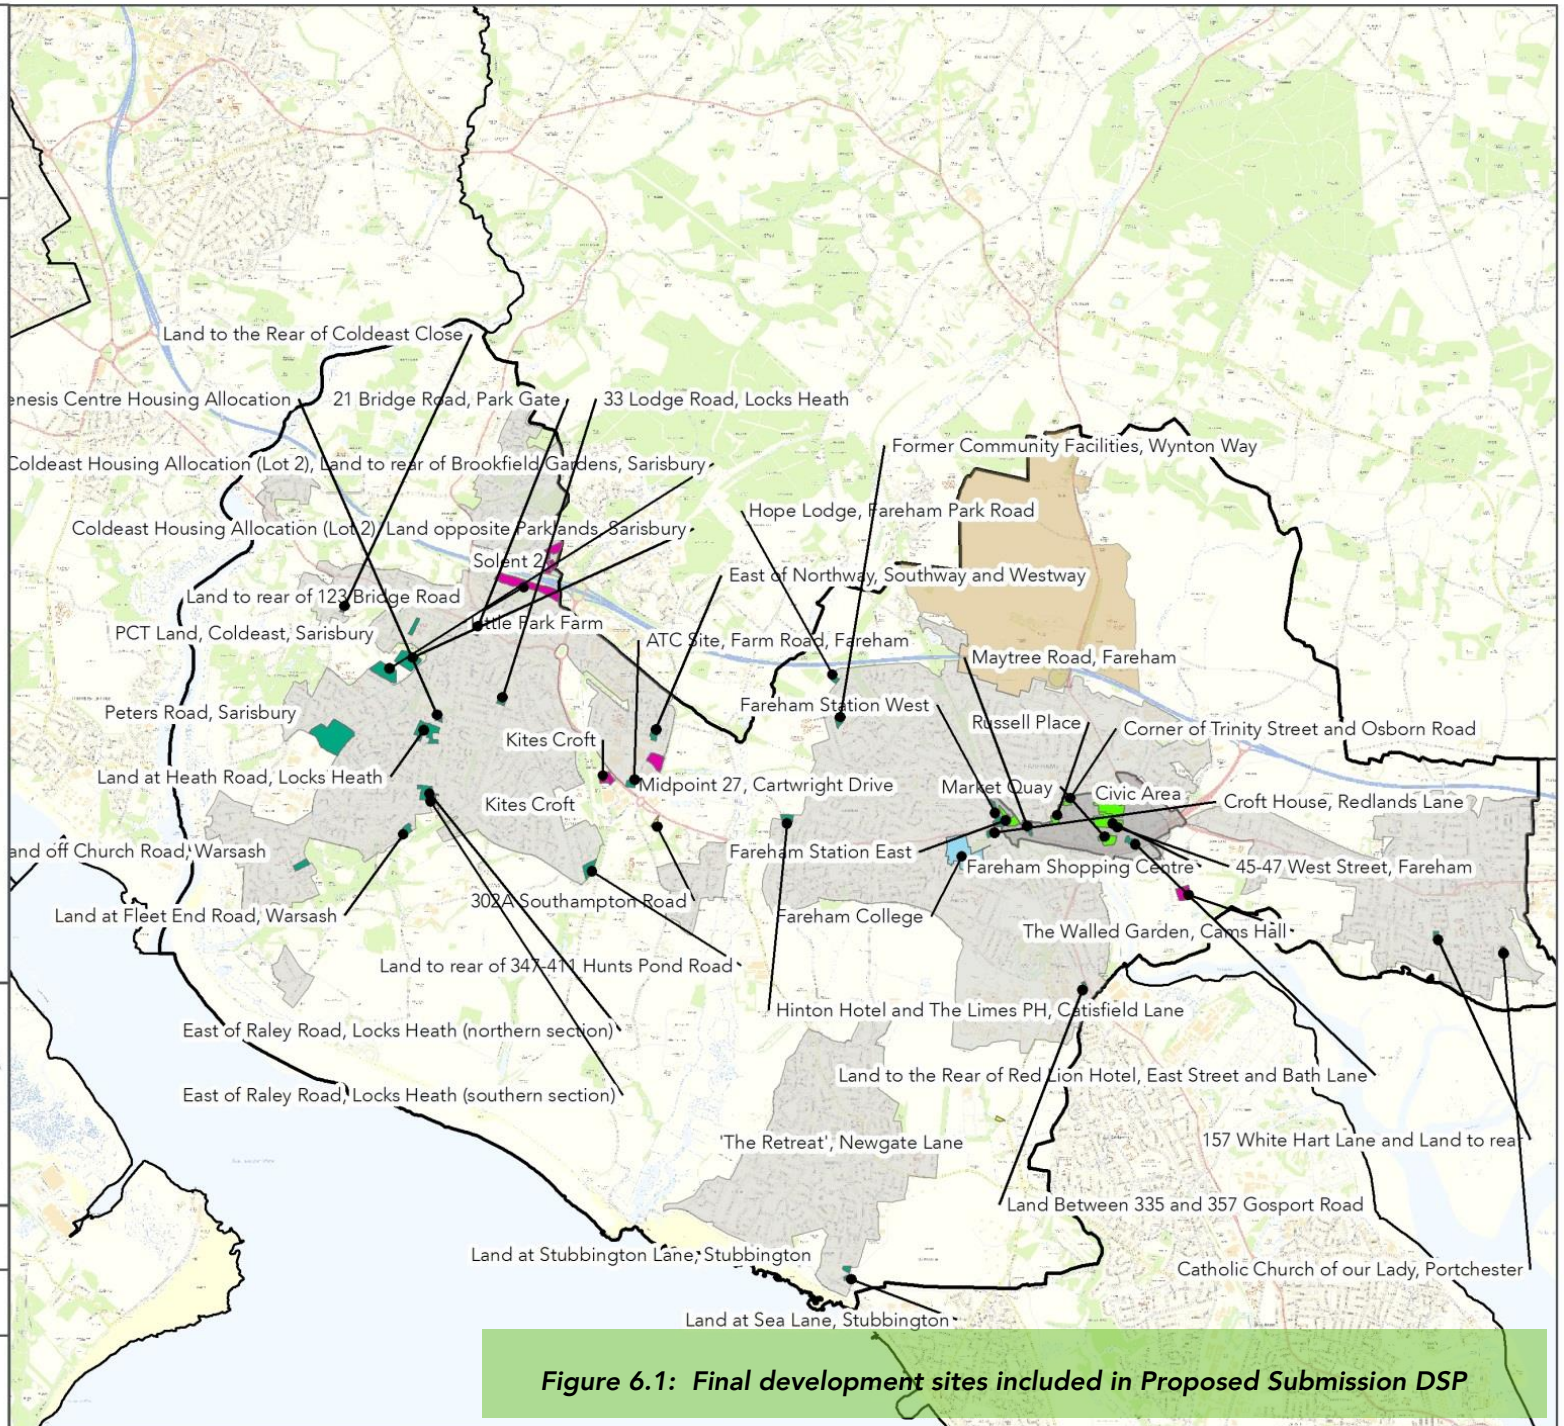 Land to the Rear of Coldeast Close
enesis Centre Housing Allocation
21 Bridge Road, Park Gate
33 Lodge Road, Locks Heath
Former Community Facilities, Wynton Way
Coldeast Housing Allocation (Lot 2), Land to rear of Brookfield Gardens, Sarisbury
Hope Lodge, Fareham Park Road
Coldeast Housing Allocation (Lot 2) Land opposite Parklands, Sarisbury
Solent 2
East of Northway, Southway and Westway
Land to rear of 123 Bridge Road
Little Park Farm
PCT Land, Coldeast, Sarisbury
ATC Site, Farm Road, Fareham
Maytree Road, Fareham
Fareham Station West
Peters Road, Sarisbury
Russell Place
Corner of Trinity Street and Osborn Road
Kites Croft
Land at Heath Road, Locks Heath
Midpoint 27, Cartwright Drive
Market Quay
Civic Area
Kites Croft
Croft House, Redlands Lane
and off Church Road, Warsash
Fareham Station East
Fareham Shopping Centre
45-47 West Street, Fareham
302A Southampton Road
Land at Fleet End Road, Warsash
Fareham College
The Walled Garden, Cams Hall
Land to rear of 347-411 Hunts Pond Road
Hinton Hotel and The Limes PH, Catisfield Lane
East of Raley Road, Locks Heath (northern section)
Land to the Rear of Red Lion Hotel, East Street and Bath Lane
East of Raley Road, Locks Heath (southern section)
'The Retreat', Newgate Lane
157 White Hart Lane and Land to rear
Land Between 335 and 357 Gosport Road
Land at Stubbington Lane, Stubbington
Catholic Church of our Lady, Portchester
Land at Sea Lane, Stubbington
Figure 6.1: Final development sites included in Proposed Submission DSP